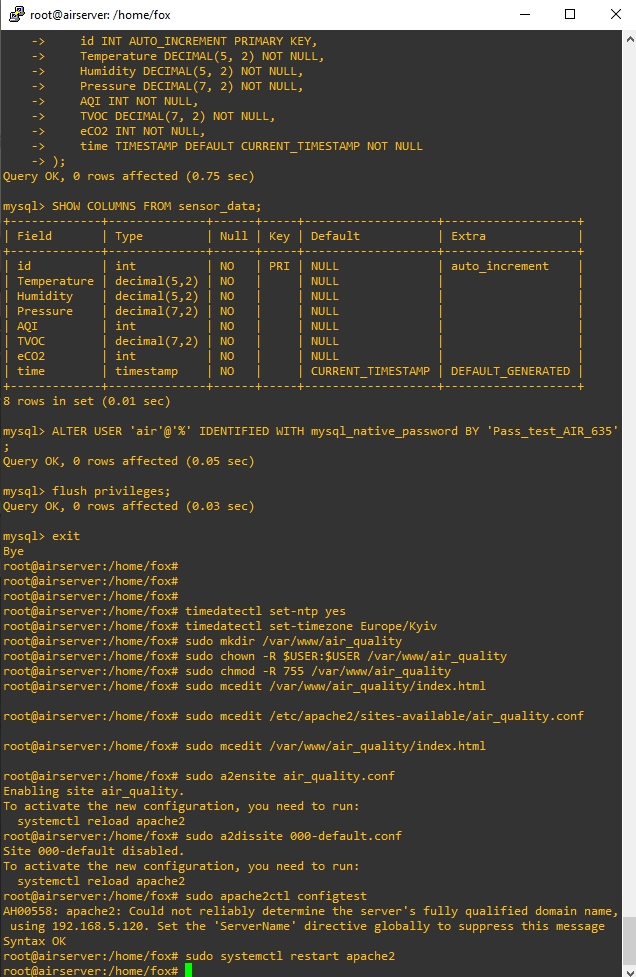 root@airserver: /home/fox
    ->     id INT AUTO_INCREMENT PRIMARY KEY,
    ->     Temperature DECIMAL(5, 2) NOT NULL,
    ->     Humidity DECIMAL(5, 2) NOT NULL,
    ->     Pressure DECIMAL(7, 2) NOT NULL,
    ->     AQI INT NOT NULL,
    ->     TVOC DECIMAL(7, 2) NOT NULL,
    ->     eCO2 INT NOT NULL,
    ->     time TIMESTAMP DEFAULT CURRENT_TIMESTAMP NOT NULL
    -> );
Query OK, 0 rows affected (0.75 sec)
mysql> SHOW COLUMNS FROM sensor_data;
+-------------+--------------+------+-----+-------------------+-------------------+
| Field       | Type         | Null | Key | Default           | Extra             |
+-------------+--------------+------+-----+-------------------+-------------------+
| id          | int          | NO   | PRI | NULL              | auto_increment    |
| Temperature | decimal(5,2) | NO   |     | NULL              |                   |
| Humidity    | decimal(5,2) | NO   |     | NULL              |                   |
| Pressure    | decimal(7,2) | NO   |     | NULL              |                   |
| AQI         | int          | NO   |     | NULL              |                   |
| TVOC        | decimal(7,2) | NO   |     | NULL              |                   |
| eCO2        | int          | NO   |     | NULL              |                   |
| time        | timestamp    | NO   |     | CURRENT_TIMESTAMP | DEFAULT_GENERATED |
+-------------+--------------+------+-----+-------------------+-------------------+
8 rows in set (0.01 sec)
mysql> ALTER USER 'air'@'%' IDENTIFIED WITH mysql_native_password BY 'Pass_test_AIR_635'
;
Query OK, 0 rows affected (0.05 sec)
mysql> flush privileges;
Query OK, 0 rows affected (0.03 sec)
mysql> exit
Bye
root@airserver:/home/fox#
root@airserver:/home/fox#
root@airserver:/home/fox#
root@airserver:/home/fox# timedatectl set-ntp yes
root@airserver:/home/fox# timedatectl set-timezone Europe/Kyiv
root@airserver:/home/fox# sudo mkdir /var/www/air_quality
root@airserver:/home/fox# sudo chown -R $USER:$USER /var/www/air_quality
root@airserver:/home/fox# sudo chmod -R 755 /var/www/air_quality
root@airserver:/home/fox# sudo mcedit /var/www/air_quality/index.html
root@airserver:/home/fox# sudo mcedit /etc/apache2/sites-available/air_quality.conf
root@airserver:/home/fox# sudo mcedit /var/www/air_quality/index.html
root@airserver:/home/fox# sudo a2ensite air_quality.conf
Enabling site air_quality.
To activate the new configuration, you need to run:
  systemctl reload apache2
root@airserver:/home/fox# sudo a2dissite 000-default.conf
Site 000-default disabled.
To activate the new configuration, you need to run:
  systemctl reload apache2
root@airserver:/home/fox# sudo apache2ctl configtest
AH00558: apache2: Could not reliably determine the server's fully qualified domain name,
 using 192.168.5.120. Set the 'ServerName' directive globally to suppress this message
Syntax OK
root@airserver:/home/fox# sudo systemctl restart apache2
root@airserver:/home/fox#